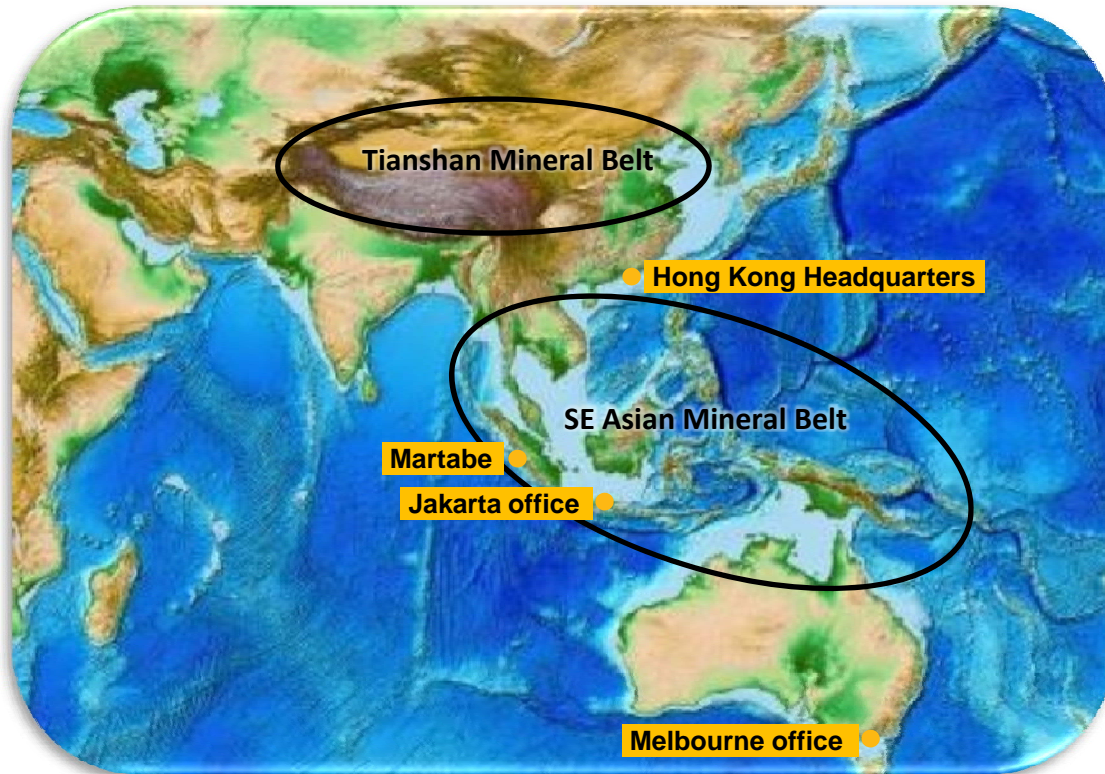 Tianshan Mineral Belt
Hong Kong Headquarters
SE Asian Mineral Belt
Martabe
Jakarta office
Melbourne office